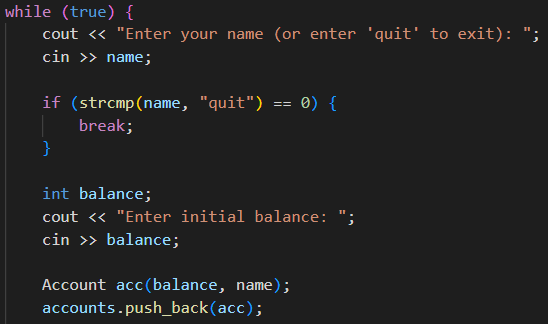 while (true) {
    cout << "Enter your name (or enter 'quit' to exit): ";
    cin >> name;

    if (strcmp(name, "quit") == 0) {
        break;
    }

    int balance;
    cout << "Enter initial balance: ";
    cin >> balance;

    Account acc(balance, name);
    accounts.push_back(acc);